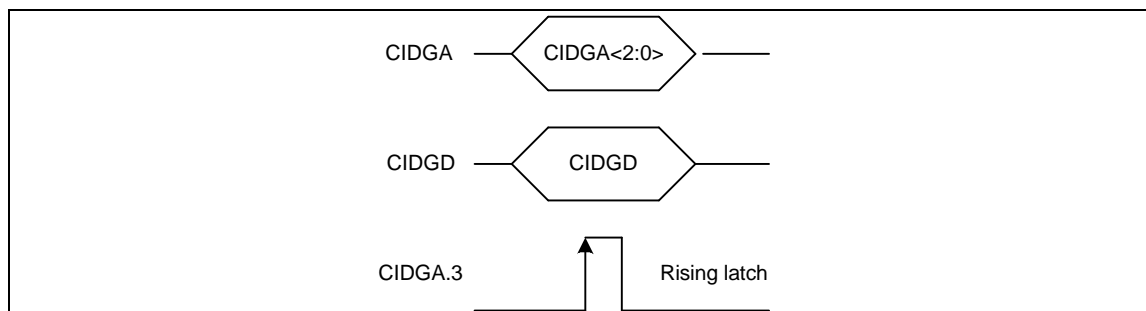 CIDGA CIDGA<2:0>
CIDGD CIDGD
CIDGA.3 Rising latch